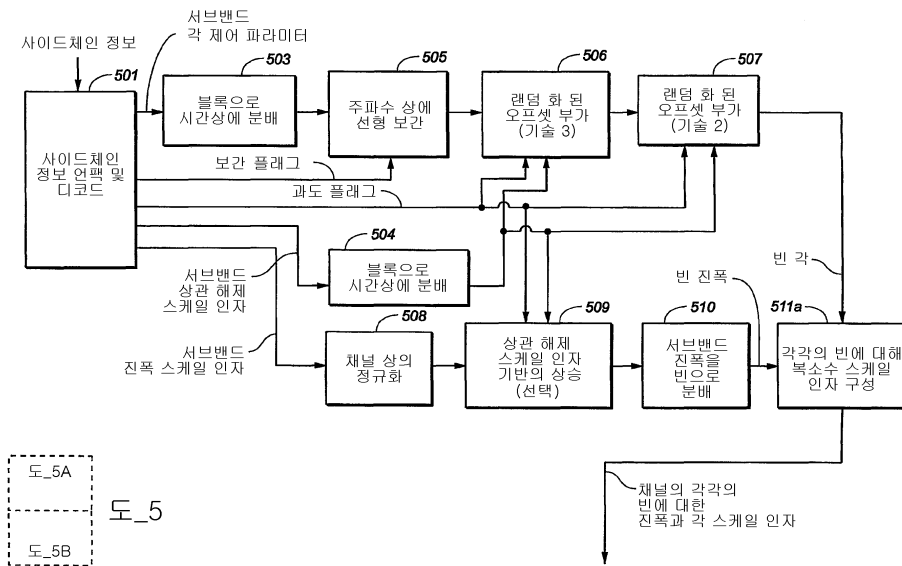 사이드체인 정보
501
사이드체인
정보 언팩 및
디코드
서브밴드
각 제어 파라미터
503
블록으로
시간상에 분배
505
주파수 상에
선형 보간
506
랜덤 화 된
오프셋 부가
(기술 3)
507
랜덤 화 된
오프셋 부가
(기술 2)
보간 플래그
과도 플래그
504
블록으로
시간상에 분배
서브밴드
상관 해제
스케일 인자
서브밴드
진폭 스케일 인자
508
채널 상의
정규화
509
상관 해제
스케일 인자
기반의 상승
(선택)
510
서브밴드
진폭을
빈으로
분배
빈 진폭
빈 각
511a
각각의 빈에 대해
복소수 스케일
인자 구성
채널의 각각의
빈에 대한
진폭과 각 스케일 인자
도_5A
도_5B
도_5